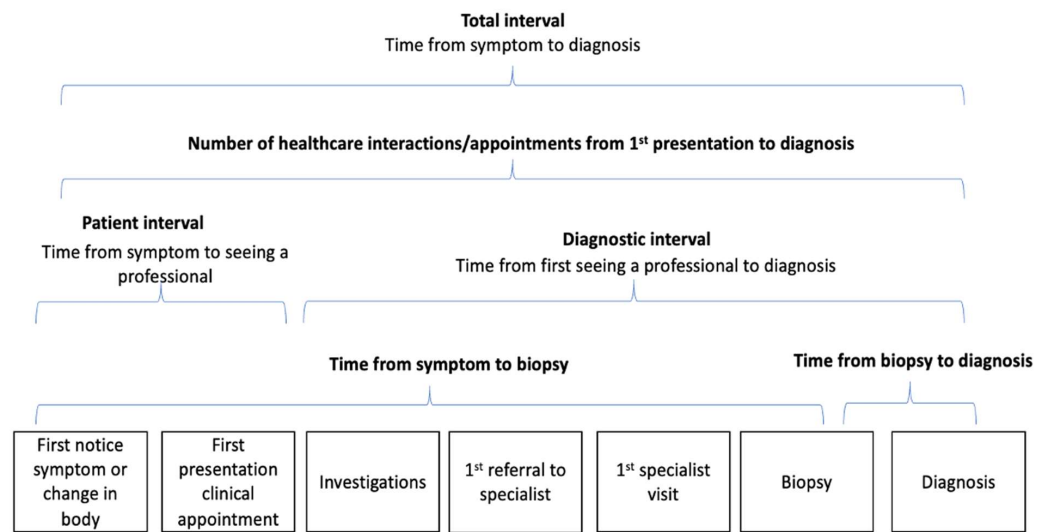 Total interval
Time from symptom to diagnosis
Number of healthcare interactions/appointments from 1st presentation to diagnosis
Patient interval
Time from symptom to seeing a
professional
Diagnostic interval
Time from first seeing a professional to diagnosis
Time from symptom to biopsy
Time from biopsy to diagnosis
First notice
symptom or
change in
body
First
presentation
clinical
appointment
Investigations
1st referral to
specialist
1st specialist
visit
Biopsy
Diagnosis